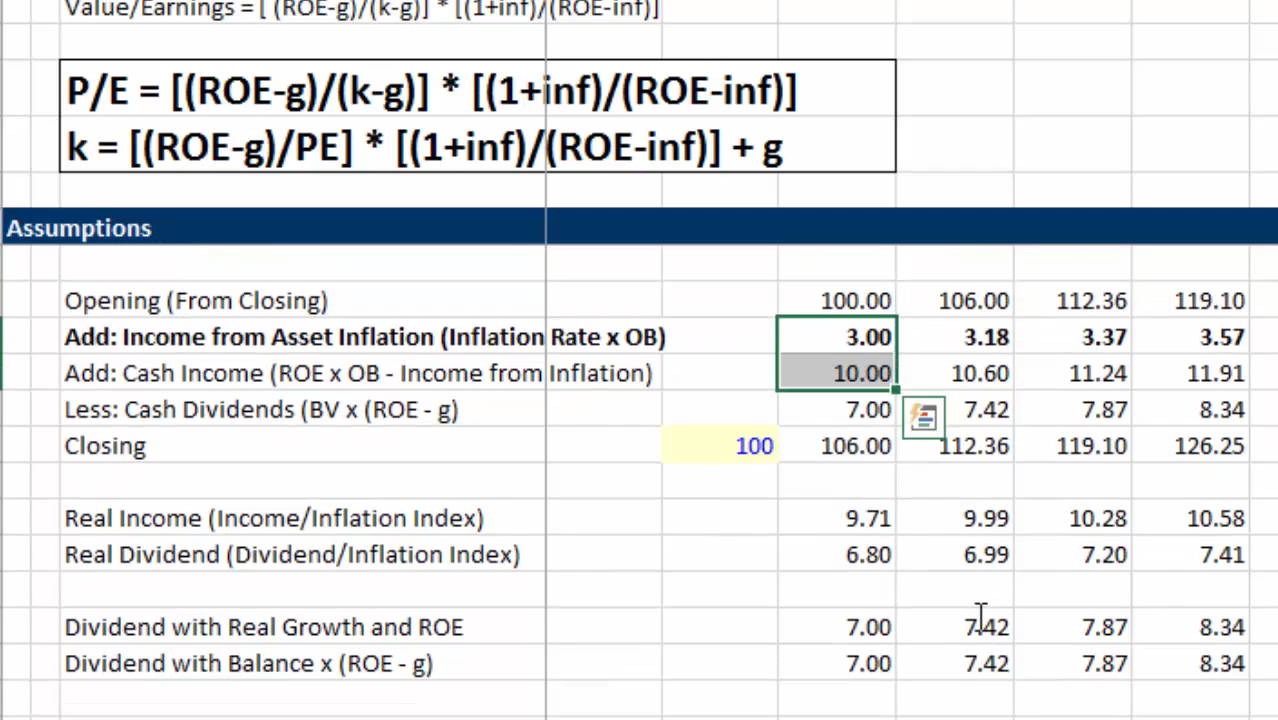 Value/Earnings = [ (ROE-g)/(k-g)] * [(1+inf)/(ROE-inf)]
P/E = [(ROE-g)/(k-g)] * [(1+inf)/(ROE-inf)]
k = [(ROE-g)/PE] * [(1+inf)/(ROE-inf)] + g
Assumptions
Opening (From Closing) 100.00 106.00 112.36 119.10
Add: Income from Asset Inflation (Inflation Rate x OB) 3.00 3.18 3.37 3.57
Add: Cash Income (ROE x OB - Income from Inflation) 10.00 10.60 11.24 11.91
Less: Cash Dividends (BV x (ROE - g) 7.00 7.42 7.87 8.34
Closing 100 106.00 112.36 119.10 126.25
Real Income (Income/Inflation Index) 9.71 9.99 10.28 10.58
Real Dividend (Dividend/Inflation Index) 6.80 6.99 7.20 7.41
Dividend with Real Growth and ROE 7.00 7.42 7.87 8.34
Dividend with Balance x (ROE - g) 7.00 7.42 7.87 8.34